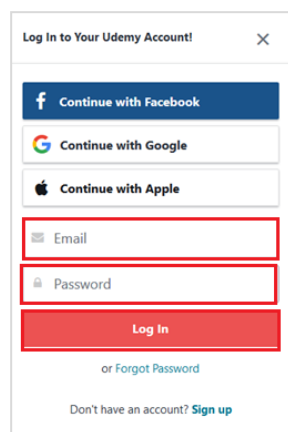 Log In to Your Udemy Account!
Continue with Facebook
Continue with Google
Continue with Apple
Email
Password
Log In
or Forgot Password
Don't have an account? Sign up